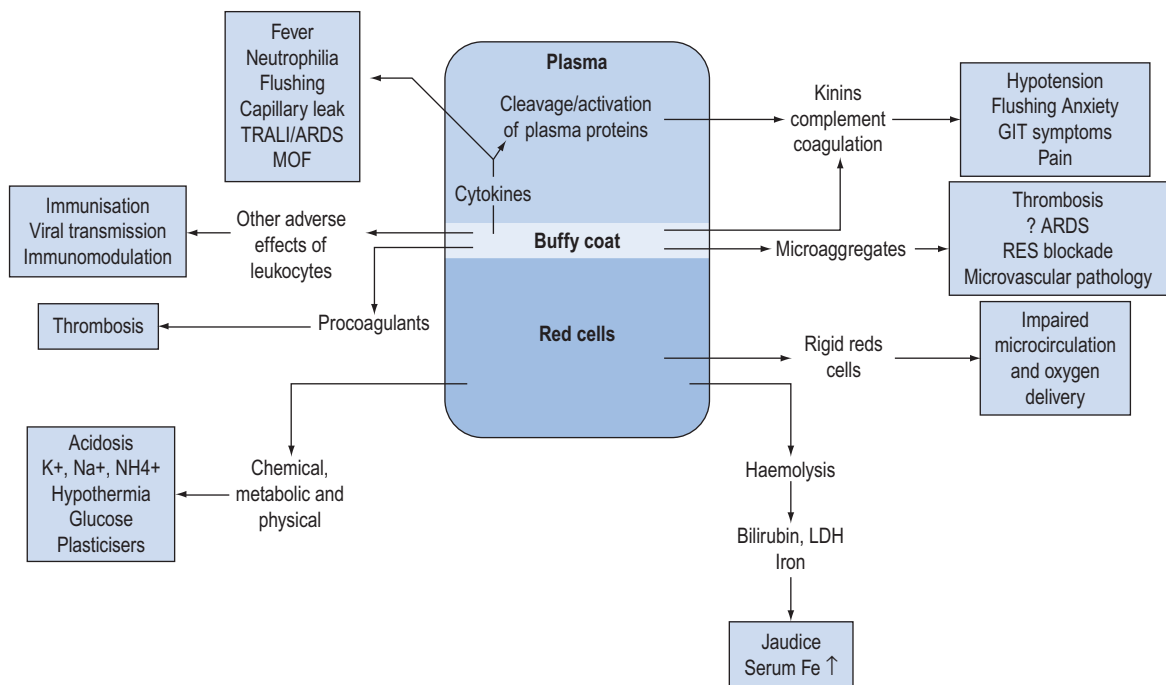 Fever
Neutrophilia
Flushing
Capillary leak
TRALI/ARDS
MOF
Plasma
Cleavage/activation
of plasma proteins
Cytokines
Kinins
complement
coagulation
Hypotension
Flushing Anxiety
GIT symptoms
Pain
Immunisation
Viral transmission
Immunomodulation
Other adverse
effects of
leukocytes
Buffy coat
Microaggregates
Thrombosis
? ARDS
RES blockade
Microvascular pathology
Thrombosis
Procoagulants
Red cells
Rigid reds
cells
Impaired
microcirculation
and oxygen
delivery
Acidosis
K+, Na+, NH4+
Hypothermia
Glucose
Plasticisers
Chemical,
metabolic and
physical
Haemolysis
Bilirubin, LDH
Iron
Jaudice
Serum Fe ↑